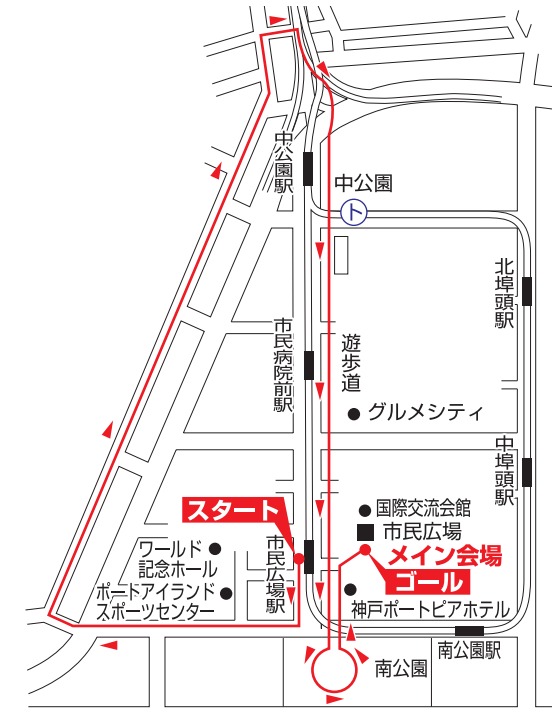 中公園駅
中公園
ト
北埠頭駅
市民病院前駅
遊歩道
グルメシティ
中埠頭駅
スタート
国際交流会館
市民広場
ワールド
記念ホール
市民広場駅
メイン会場
ゴール
ポートアイランド
スポーツセンター
神戸ポートピアホテル
南公園駅
南公園